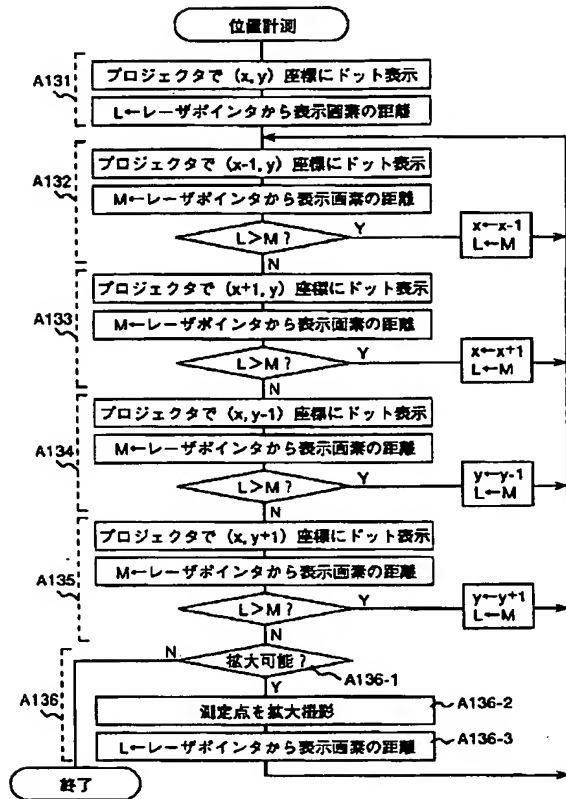 位置計測
A131
プロジェクタで (x, y) 座標にドット表示
L←レーザポインタから表示画素の距離
A132
プロジェクタで (x-1, y) 座標にドット表示
M←レーザポインタから表示画素の距離
L>M ?
Y
x←x-1
L←M
N
A133
プロジェクタで (x+1, y) 座標にドット表示
M←レーザポインタから表示画素の距離
L>M ?
Y
x←x+1
L←M
N
A134
プロジェクタで (x, y-1) 座標にドット表示
M←レーザポインタから表示画素の距離
L>M ?
Y
y←y-1
L←M
N
A135
プロジェクタで (x, y+1) 座標にドット表示
M←レーザポインタから表示画素の距離
L>M ?
Y
y←y+1
L←M
N
A136
N
拡大可能 ?
A136-1
Y
測定点を拡大撮影
A136-2
L←レーザポインタから表示画素の距離
A136-3
終了